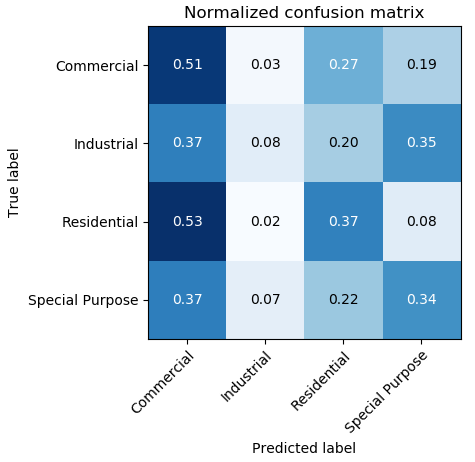 Normalized confusion matrix
True label
Commercial 0.51 0.03 0.27 0.19
Industrial 0.37 0.08 0.20 0.35
Residential 0.53 0.02 0.37 0.08
Special Purpose 0.37 0.07 0.22 0.34
Commercial Industrial Residential Special Purpose
Predicted label